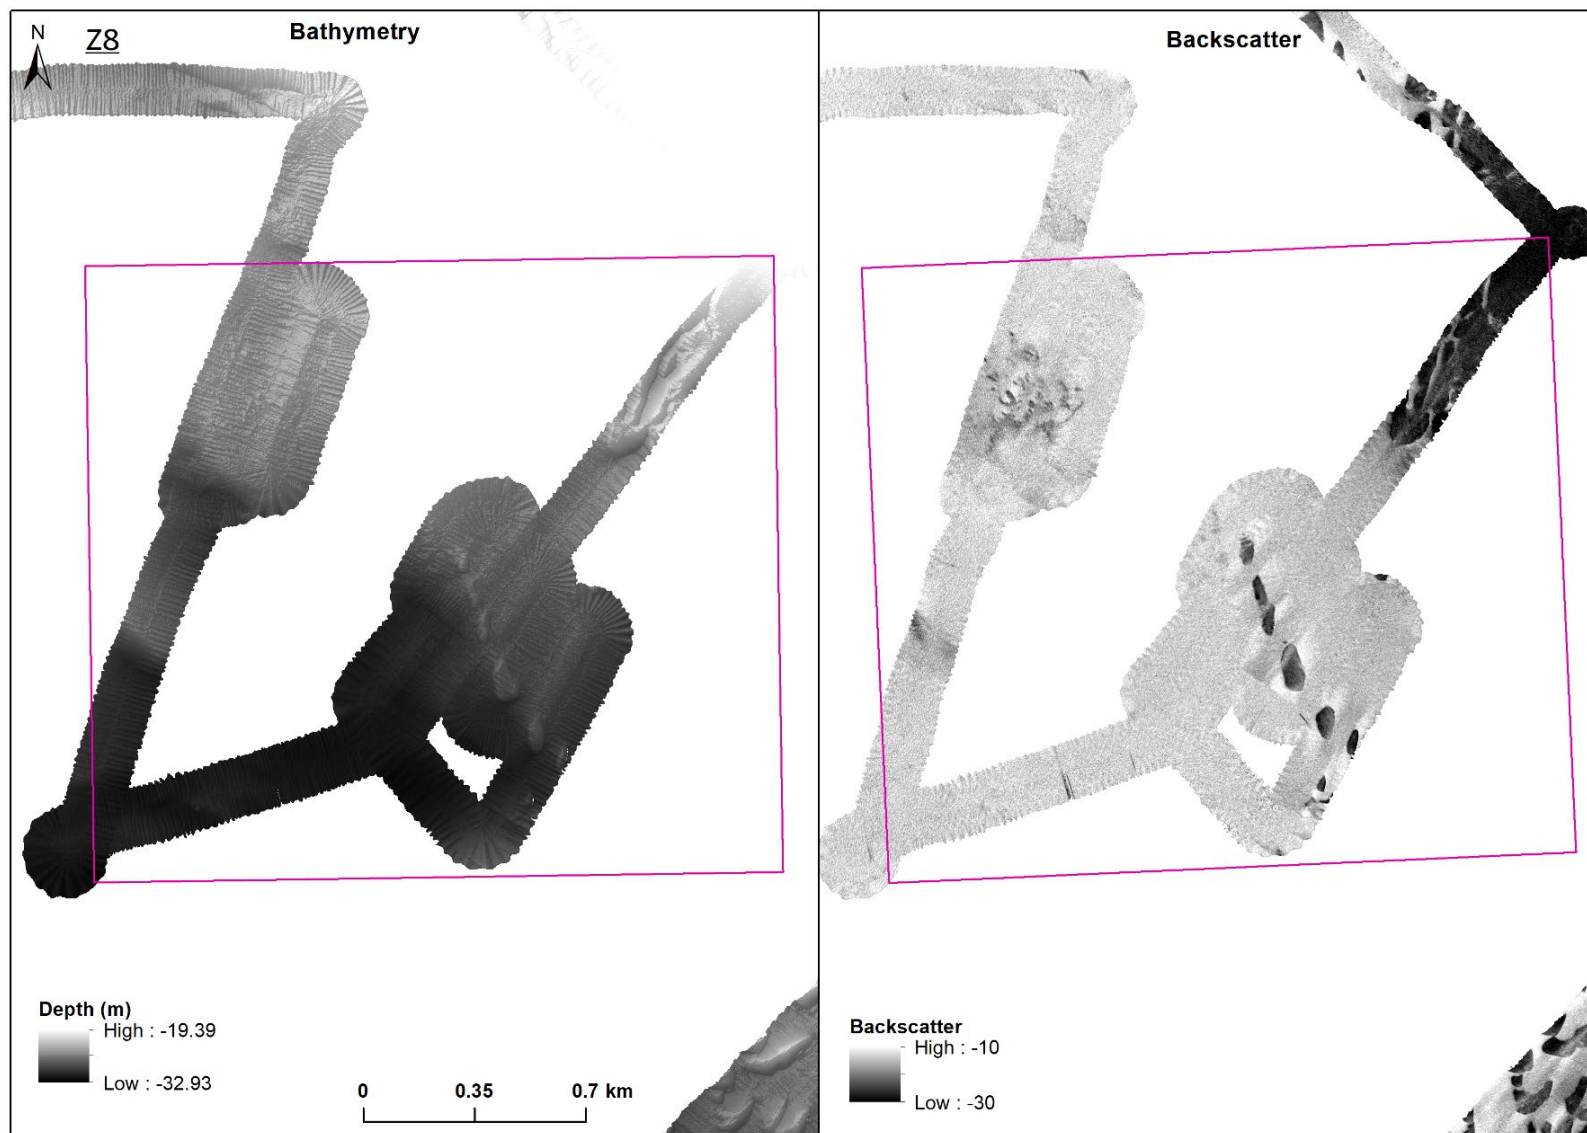 N
Z8
Bathymetry
Backscatter
Depth (m)
High : -19.39
Low : -32.93
0 0.35 0.7 km
Backscatter
High : -10
Low : -30